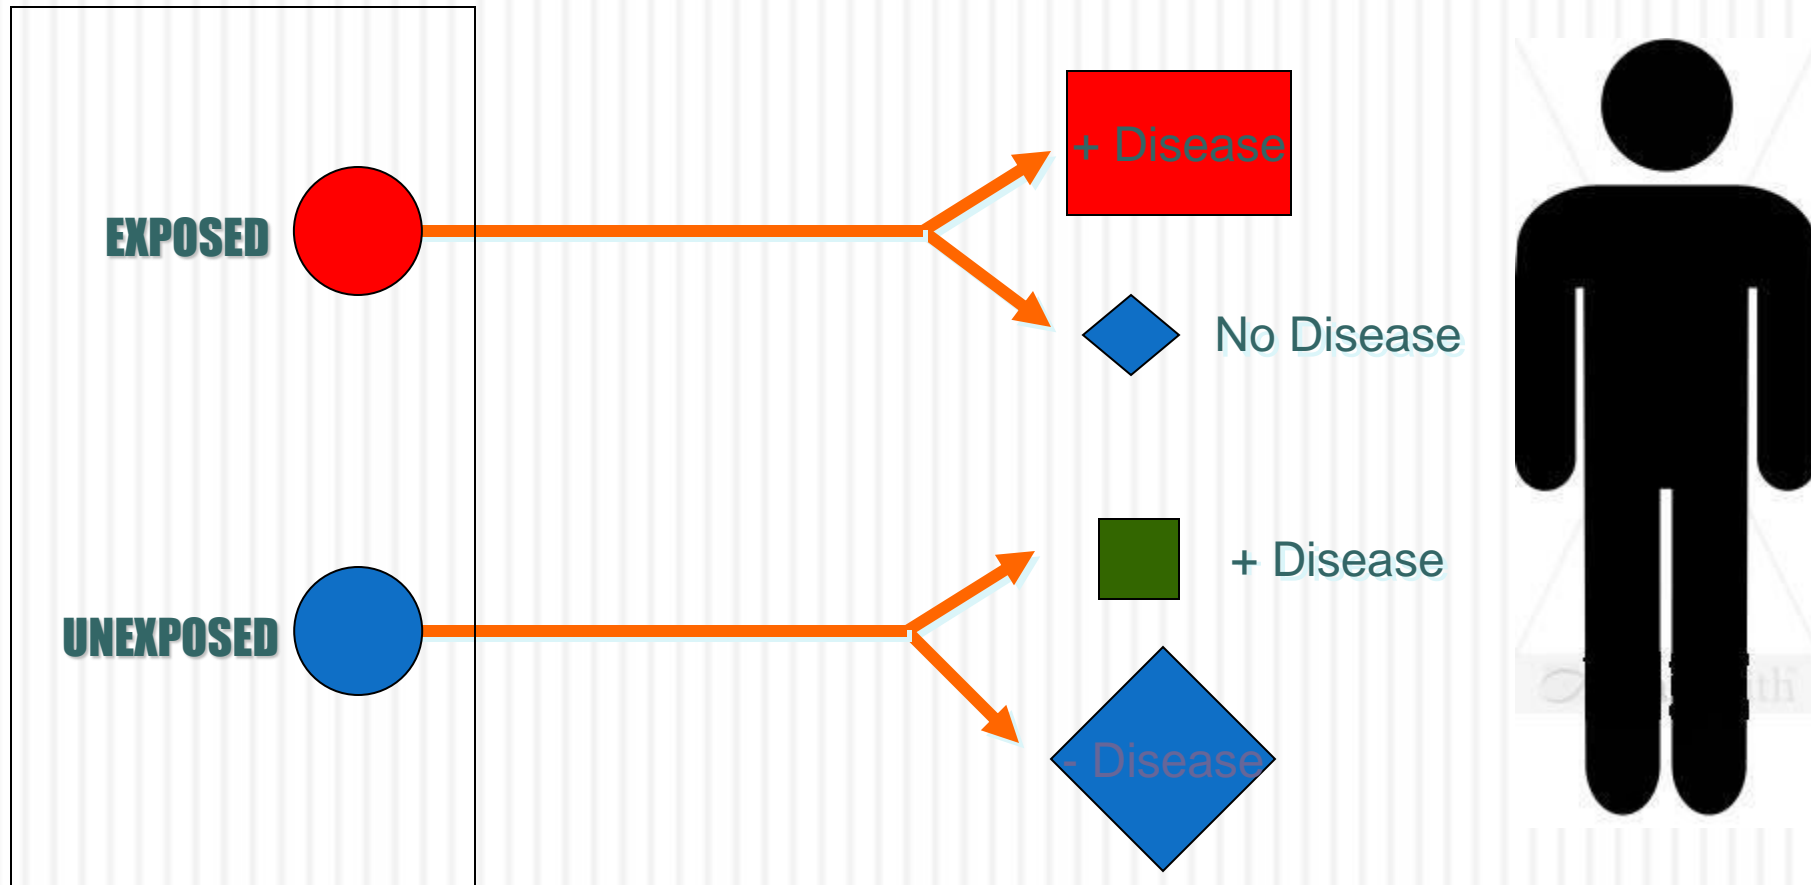 + Disease
EXPOSED
No Disease
+ Disease
UNEXPOSED
- Disease